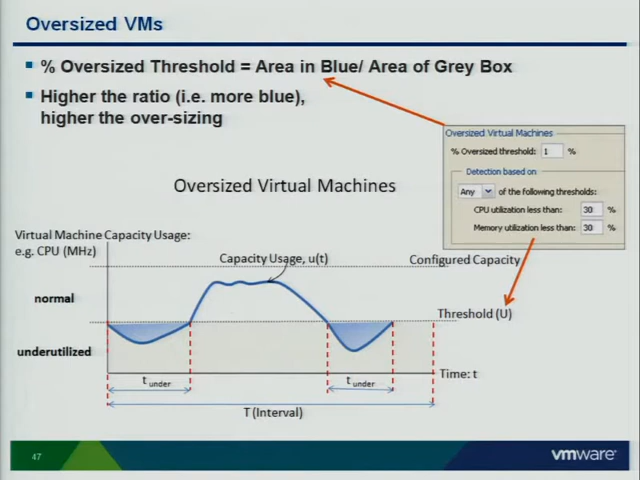 Oversized VMs
% Oversized Threshold = Area in Blue/ Area of Grey Box
Higher the ratio (i.e. more blue),
higher the over-sizing
Oversized Virtual Machines
% Oversized threshold: 1 %
Detection based on
Any of the following thresholds:
CPU utilization less than: 30 %
Memory utilization less than: 30 %
Oversized Virtual Machines
Virtual Machine Capacity Usage:
e.g. CPU (MHz)
Capacity Usage, u(t)
Configured Capacity
normal
Threshold (U)
underutilized
Time: t
t under
t under
T (Interval)
47
vmware